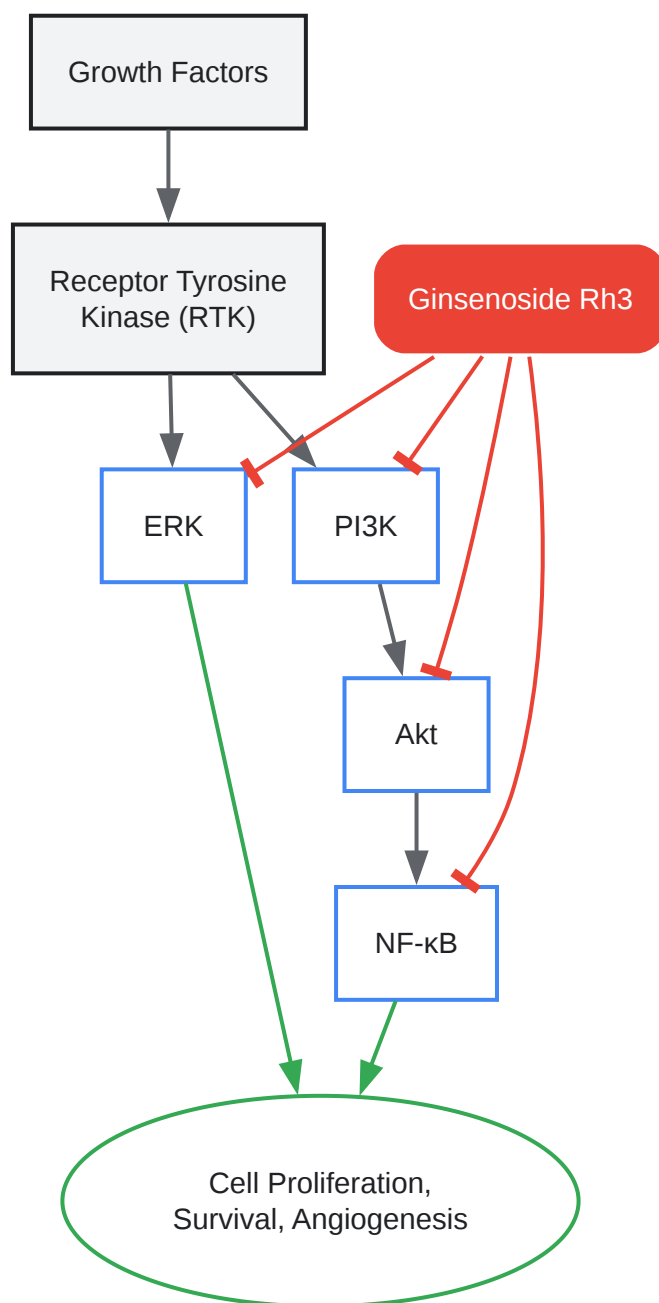 Growth Factors
Receptor Tyrosine
Kinase (RTK)
Ginsenoside Rh3
ERK
PI3K
Akt
NF-κB
Cell Proliferation,
Survival, Angiogenesis